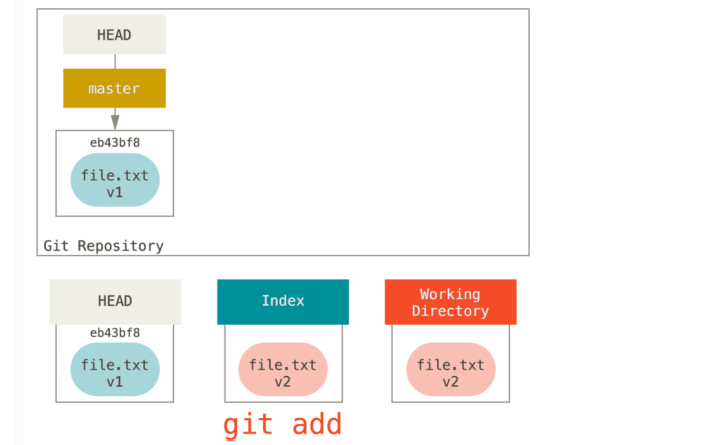 HEAD
master
eb43bf8
file.txt
v1
Git Repository
HEAD
Index
Working
Directory
eb43bf8
file.txt
v1
file.txt
v2
file.txt
v2
git add